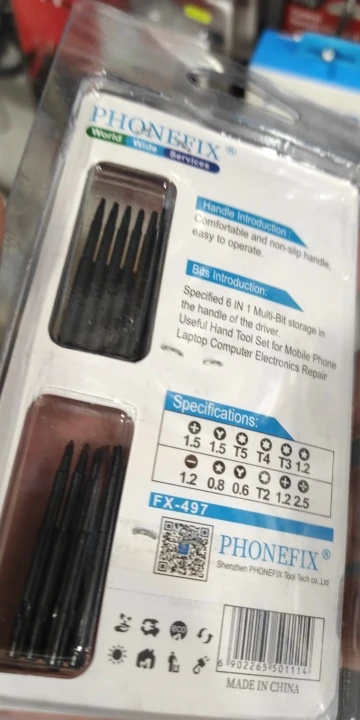 PHONEFIX®
World Wide Services
Handle Introduction :
Comfortable and non-slip handle,
easy to operate.
Bits Introduction:
Specified 6 IN 1 Multi-Bit storage in
the handle of the driver.
Useful Hand Tool Set for Mobile Phone
Laptop Computer Electronics Repair
Specifications:
1.5 1.5 T5 T4 T3 1.2
1.2 0.8 0.6 T2 1.2 2.5
FX-497
PHONEFIX®
Shenzhen PHONEFIX Tool Tech co.,Ltd
6 902265 501114
MADE IN CHINA